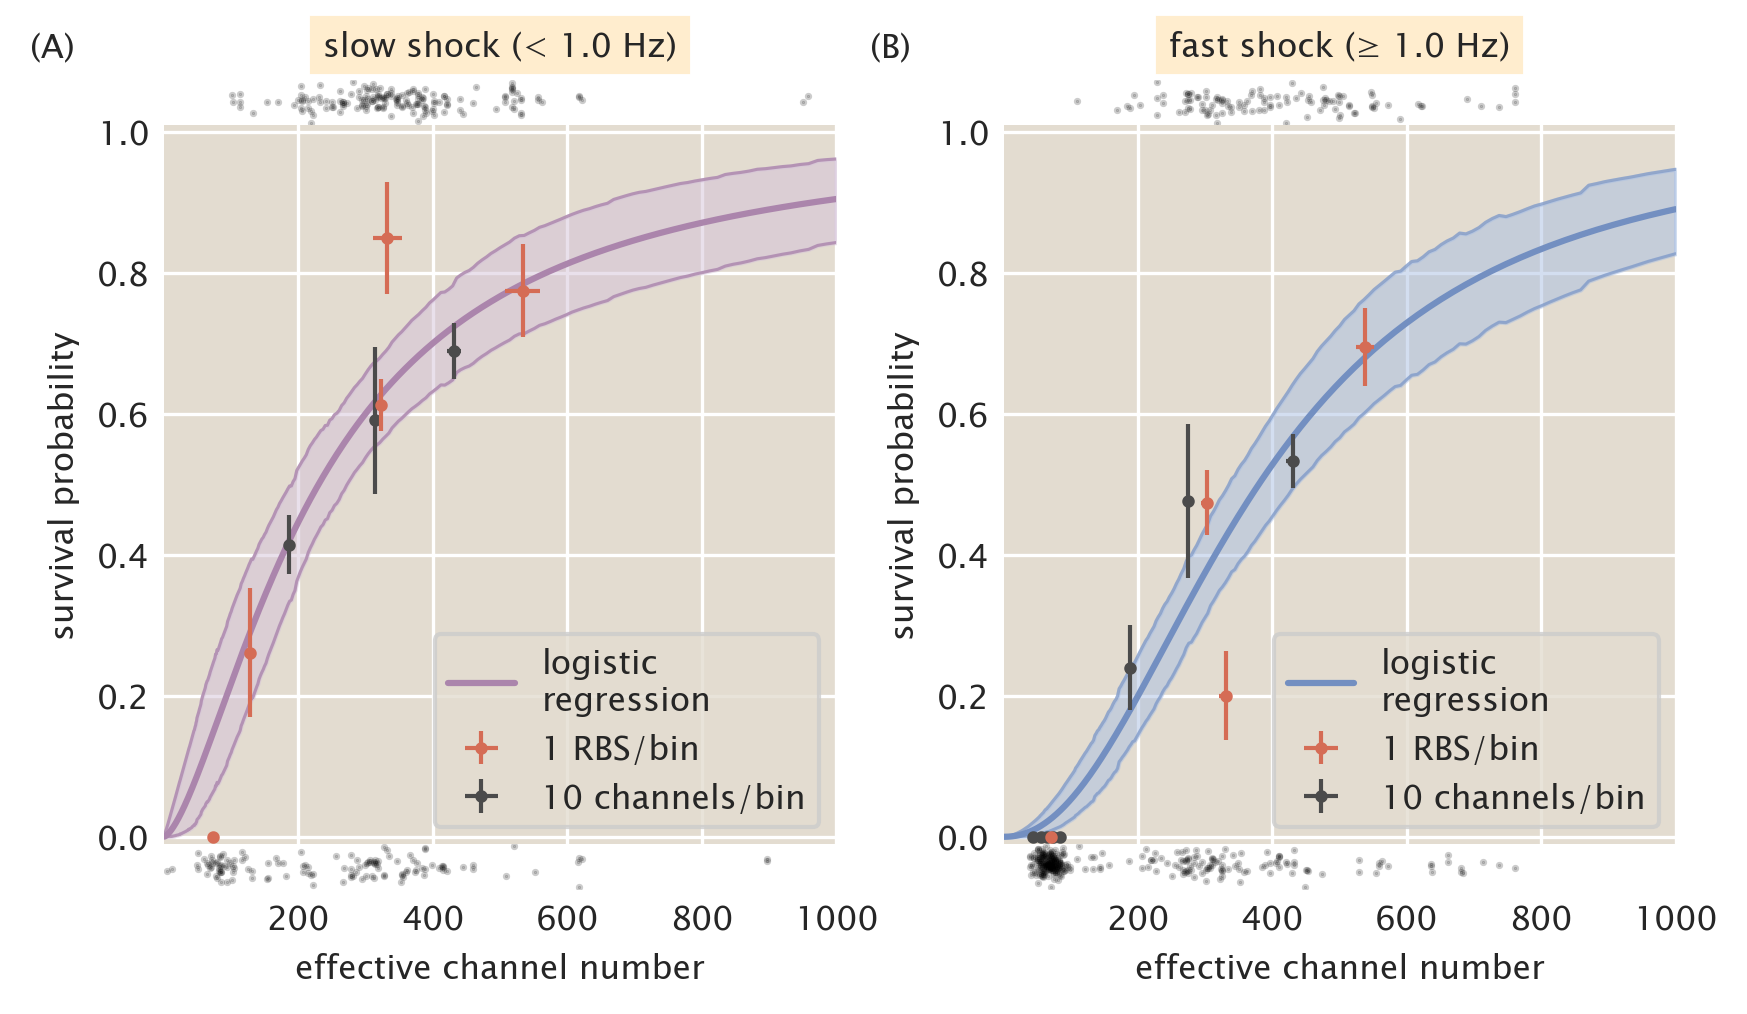 (A)
slow shock (< 1.0 Hz)
1.0
0.8
0.6
0.4
0.2
0.0
survival probability
logistic
regression
1 RBS/bin
10 channels/bin
200 400 600 800 1000
effective channel number
(B)
fast shock (≥ 1.0 Hz)
1.0
0.8
0.6
0.4
0.2
0.0
survival probability
logistic
regression
1 RBS/bin
10 channels/bin
200 400 600 800 1000
effective channel number